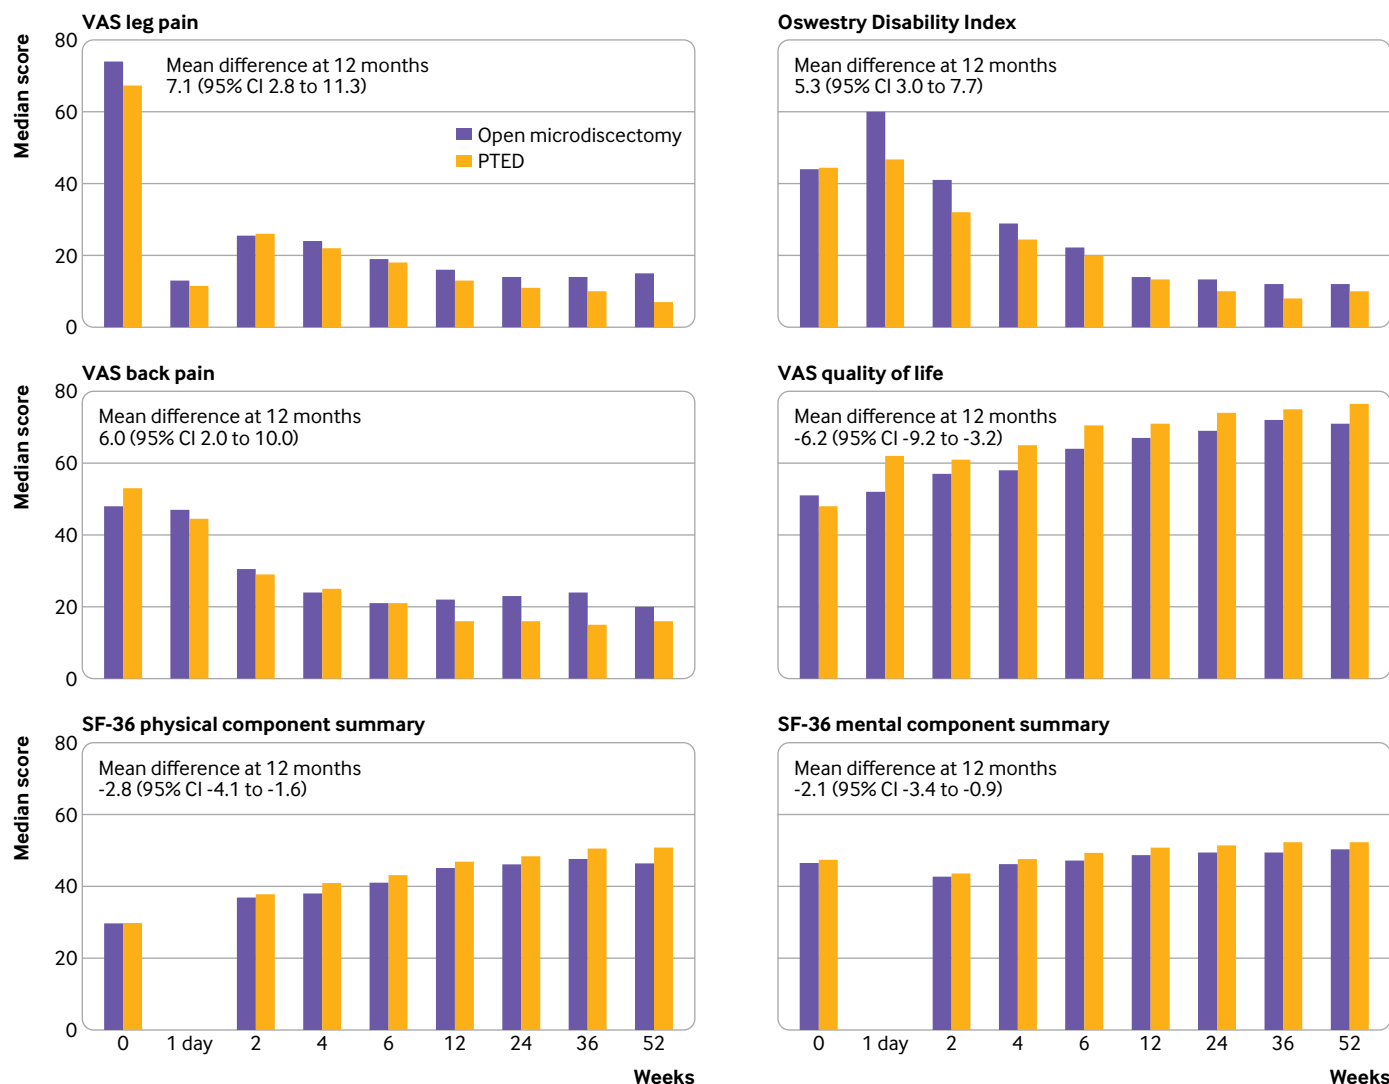 VAS leg pain
Median score
80
60
40
20
0
Mean difference at 12 months
7.1 (95% CI 2.8 to 11.3)
Open microdiscectomy
PTED
Oswestry Disability Index
Mean difference at 12 months
5.3 (95% CI 3.0 to 7.7)
VAS back pain
Median score
80
60
40
20
0
Mean difference at 12 months
6.0 (95% CI 2.0 to 10.0)
VAS quality of life
Mean difference at 12 months
-6.2 (95% CI -9.2 to -3.2)
SF-36 physical component summary
Median score
80
60
40
20
0
Mean difference at 12 months
-2.8 (95% CI -4.1 to -1.6)
0 1 day 2 4 6 12 24 36 52
Weeks
SF-36 mental component summary
Mean difference at 12 months
-2.1 (95% CI -3.4 to -0.9)
0 1 day 2 4 6 12 24 36 52
Weeks